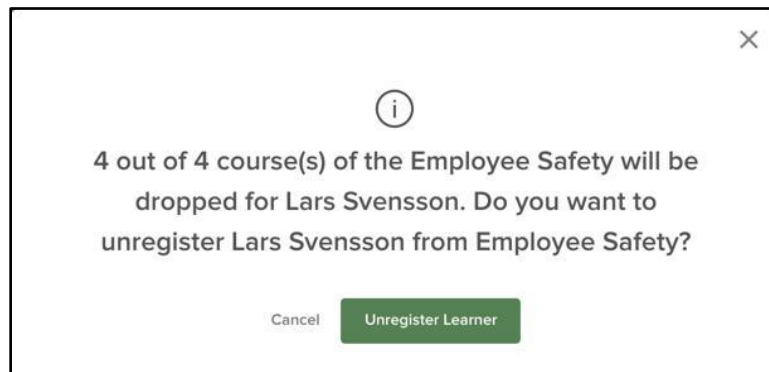 4 out of 4 course(s) of the Employee Safety will be
dropped for Lars Svensson. Do you want to
unregister Lars Svensson from Employee Safety?
Cancel Unregister Learner